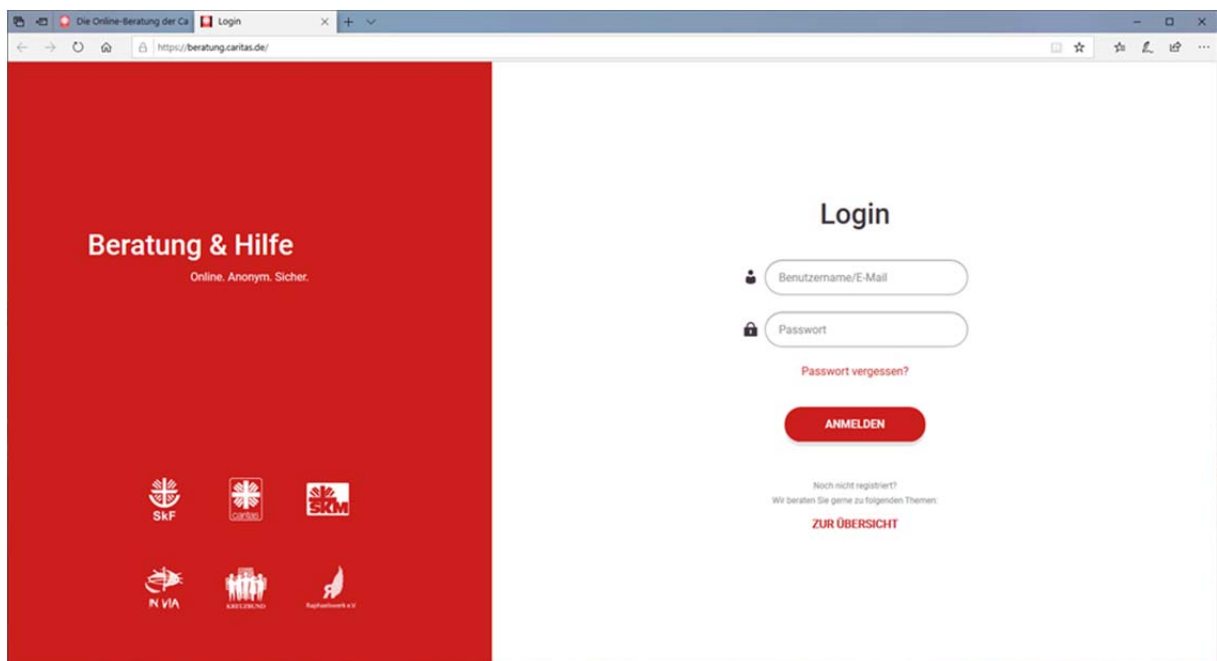 Die Online-Beratung der Ca
Login
https://beratung.caritas.de/
Beratung & Hilfe
Online. Anonym. Sicher.
SkF
caritas
SKM
IN VIA
KREUZBUND
Raphaelswerk e.V.
Login
Benutzername/E-Mail
Passwort
Passwort vergessen?
ANMELDEN
Noch nicht registriert?
Wir beraten Sie gerne zu folgenden Themen:
ZUR ÜBERSICHT